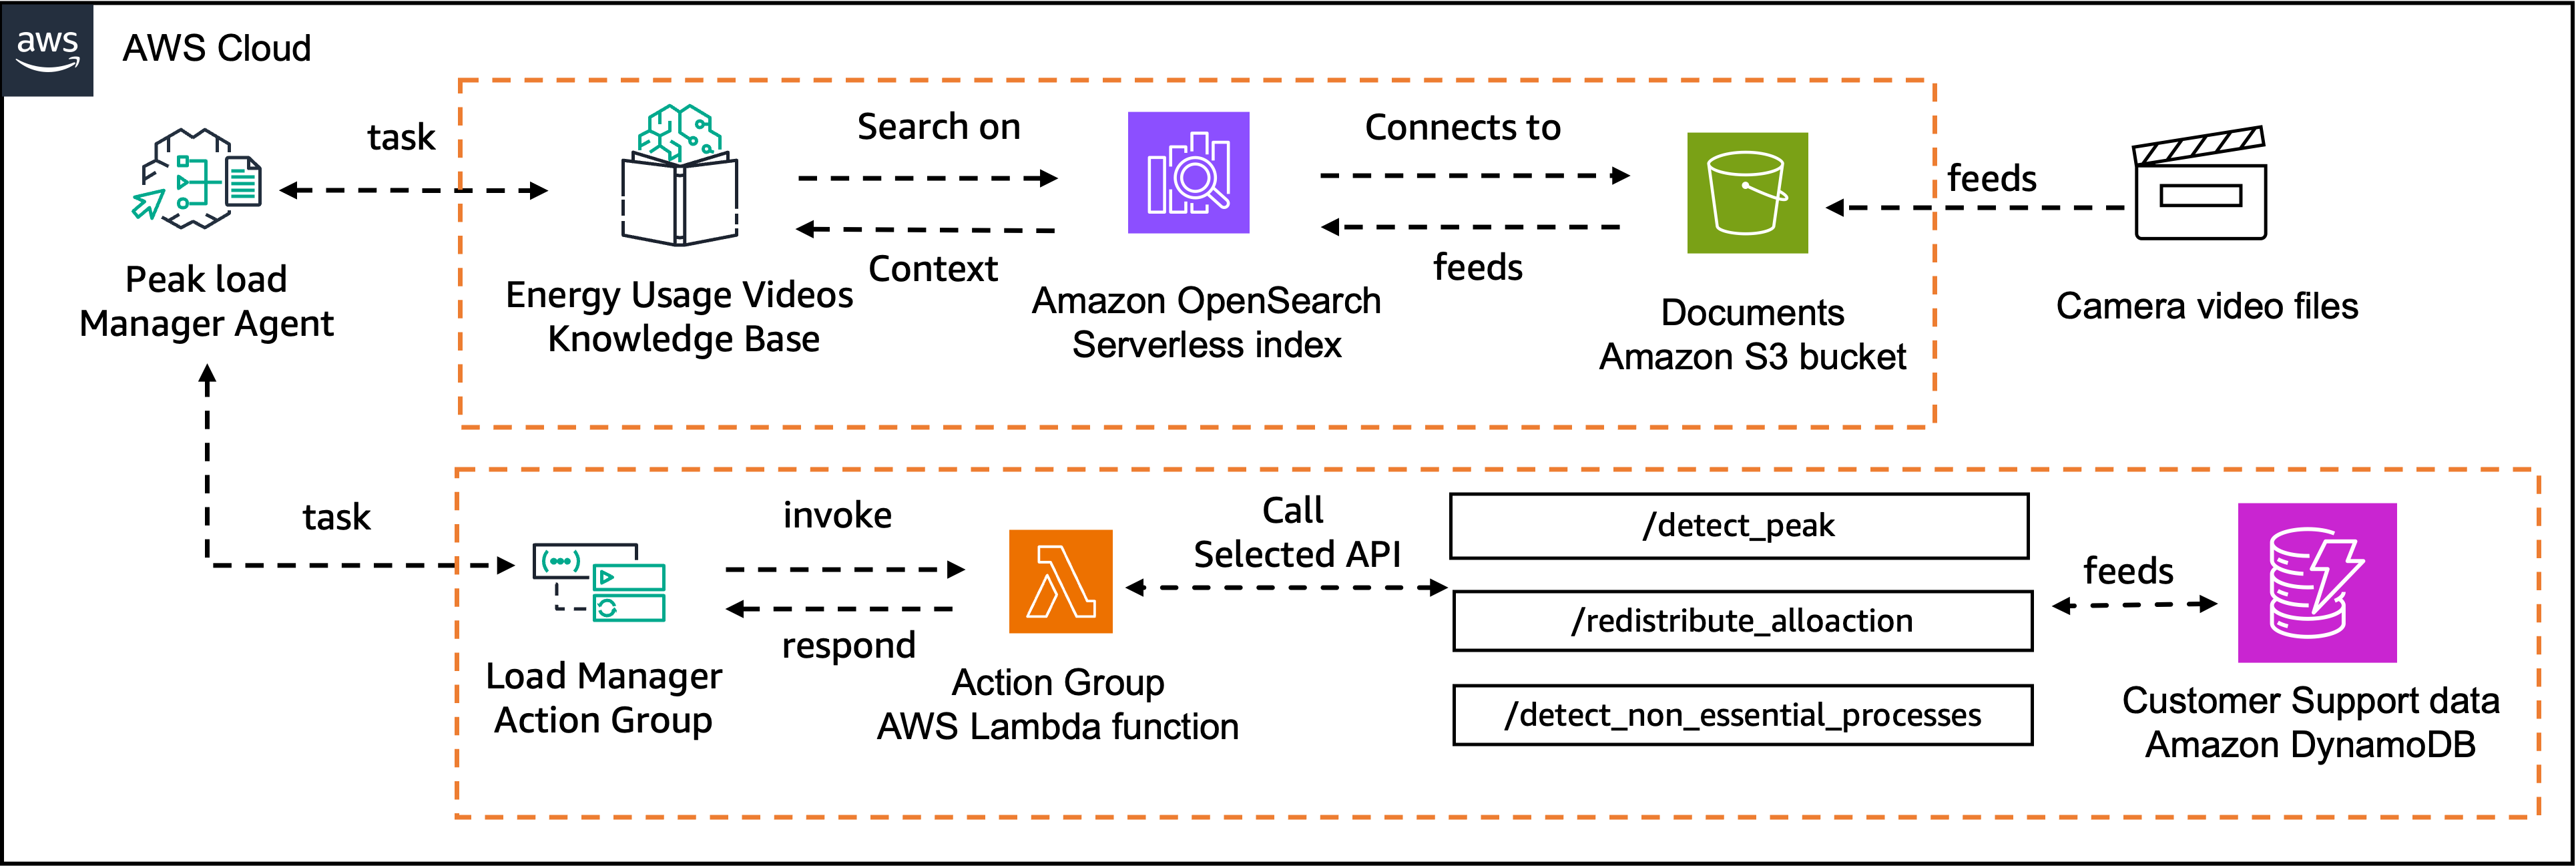 aws
AWS Cloud
task
Search on
Connects to
feeds
Context
feeds
Peak load
Manager Agent
Energy Usage Videos
Knowledge Base
Amazon OpenSearch
Serverless index
Documents
Amazon S3 bucket
Camera video files
task
invoke
respond
Call
Selected API
/detect_peak
/redistribute_alloaction
/detect_non_essential_processes
feeds
Load Manager
Action Group
Action Group
AWS Lambda function
Customer Support data
Amazon DynamoDB